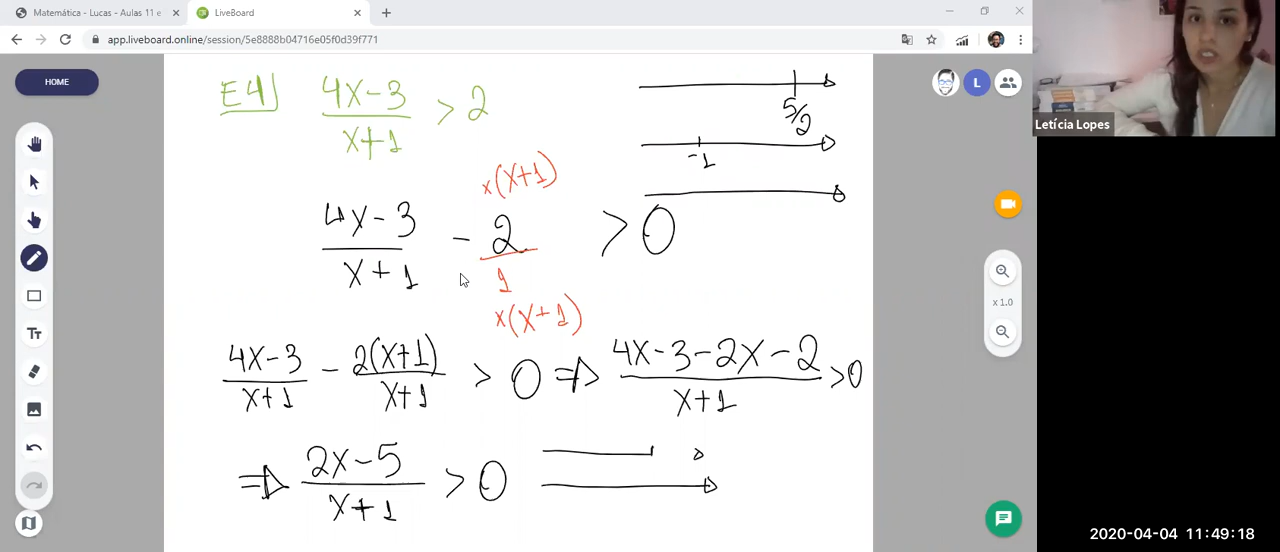 Matemática - Lucas - Aulas 11 e
LiveBoard
app.liveboard.online/session/5e8888b04716e05f0d39f771
HOME
L
Letícia Lopes
E4] (4x-3)/(x+1) > 2
5/2
-1
x(x+1)
(4x-3)/(x+1) - 2/1 > 0
x(x+1)
(4x-3)/(x+1) - 2(x+1)/(x+1) > 0 => (4x-3-2x-2)/(x+1) > 0
=> (2x-5)/(x+1) > 0
Tт
x 1.0
2020-04-04 11:49:18